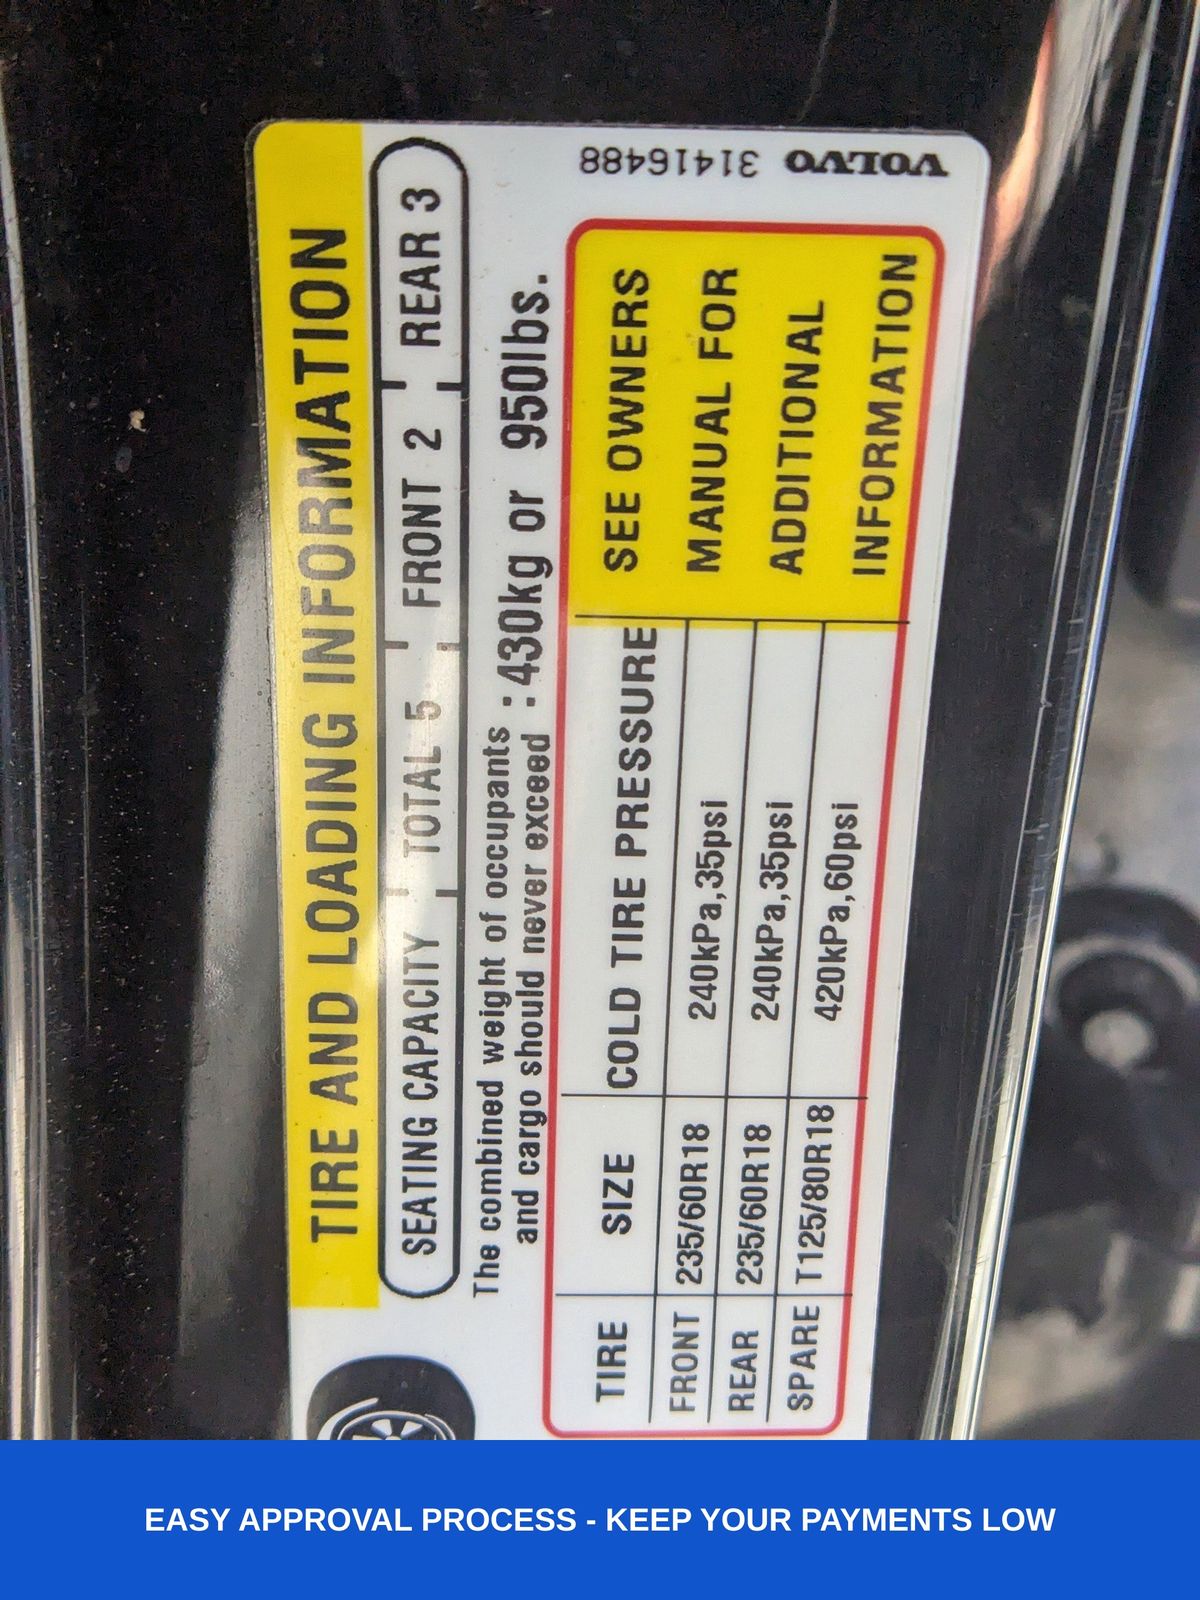 TIRE AND LOADING INFORMATION
SEATING CAPACITY TOTAL 5 FRONT 2 REAR 3
The combined weight of occupants
and cargo should never exceed : 430kg or 950lbs.
TIRE SIZE COLD TIRE PRESSURE
FRONT 235/60R18 240kPa,35psi
REAR 235/60R18 240kPa,35psi
SPARE T125/80R18 420kPa,60psi
SEE OWNERS
MANUAL FOR
ADDITIONAL
INFORMATION
VOLVO 31416488
EASY APPROVAL PROCESS - KEEP YOUR PAYMENTS LOW